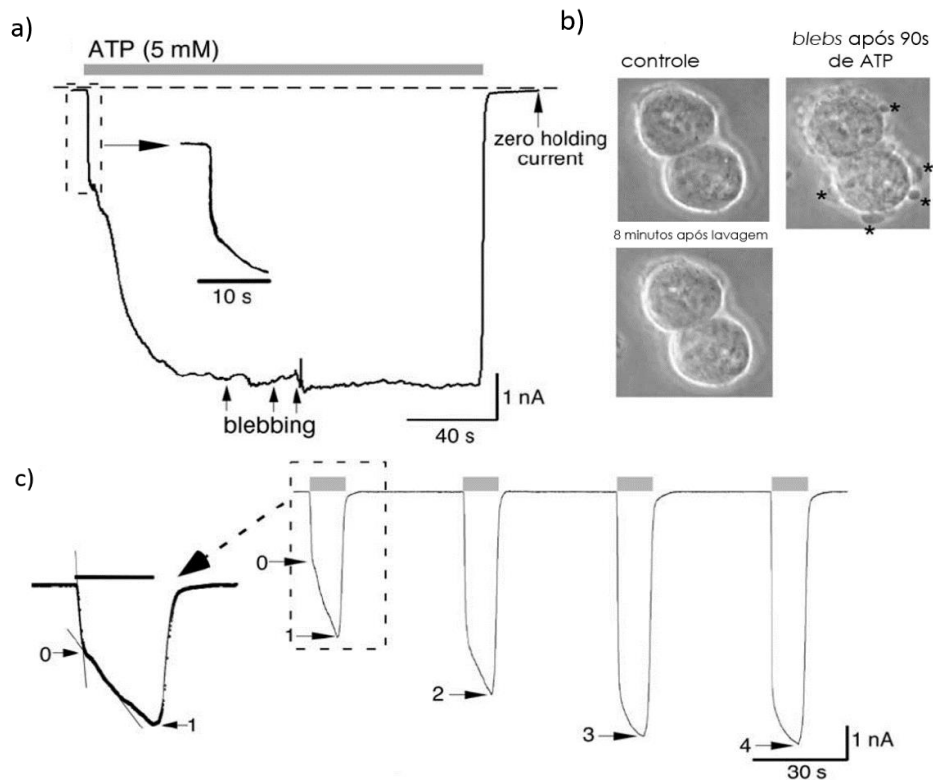 a)
ATP (5 mM)
zero holding
current
10 s
blebbing
1 nA
40 s
b)
controle
blebs após 90s
de ATP
*
*
*
*
*
8 minutos após lavagem
c)
0
1
0
1
2
3
4
1 nA
30 s